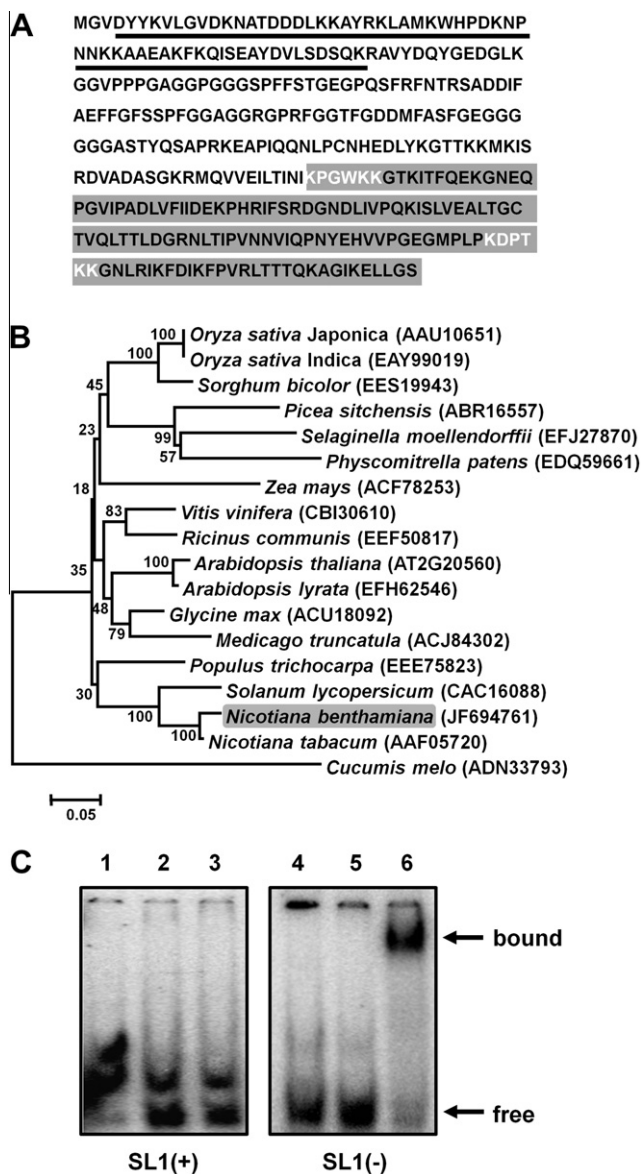 A
MGVDYYKVLGVDKNATDDDLKKAYRKLAMKWHPDKNP
NNKKAAEAKFKQISEAYDVLSDSQKRAVYDQYGEDGLK
GGVPPPGAGGPGGGSPFFSTGEGPQSFRFNTRSADDIF
AEFFGFSSPFGGAGGRGPRFGGTFGDDMFASFGEGGG
GGGASTYQSAPRKEAPIQQNLPCNHEDLYKGTTKKMKIS
RDVADASGKRMQVVEILTINIKPGWKKGTKITFQEKGNEQ
PGVIPADLVFIIDEKPHRIFSRDGNDLIVPQKISLVEALTGC
TVQLTTLDGRNLTIPVNNVIQPNYEHVVPGEGMPLPKDPT
KKGNLRIKFDIKFPVRLTTTQKAGIKELLGS
B
100 Oryza sativa Japonica (AAU10651)
100 Oryza sativa Indica (EAY99019)
45 Sorghum bicolor (EES19943)
Picea sitchensis (ABR16557)
23 99 Selaginella moellendorffii (EFJ27870)
57 Physcomitrella patens (EDQ59661)
18 Zea mays (ACF78253)
83 Vitis vinifera (CBI30610)
Ricinus communis (EEF50817)
35 100 Arabidopsis thaliana (AT2G20560)
Arabidopsis lyrata (EFH62546)
48 Glycine max (ACU18092)
79 Medicago truncatula (ACJ84302)
Populus trichocarpa (EEE75823)
30 Solanum lycopersicum (CAC16088)
100 Nicotiana benthamiana (JF694761)
100 Nicotiana tabacum (AAF05720)
Cucumis melo (ADN33793)
0.05
C
1 2 3 4 5 6
bound
free
SL1(+) SL1(-)